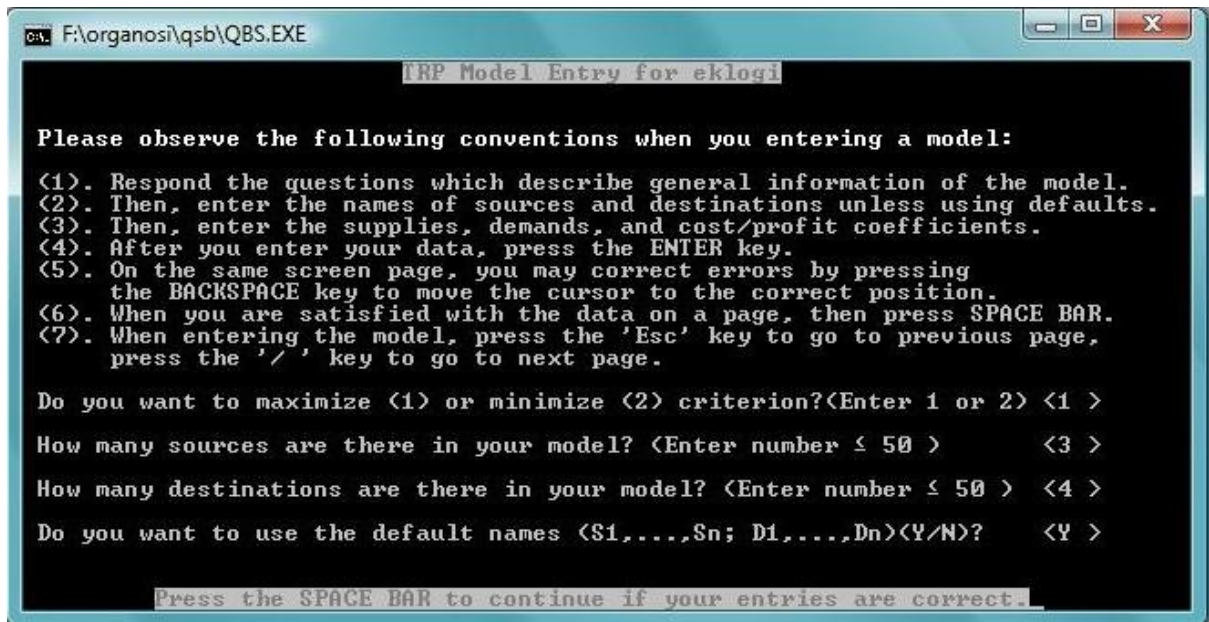 F:\organosi\qsb\QBS.EXE
TRP Model Entry for eklogi
Please observe the following conventions when you entering a model:
(1). Respond the questions which describe general information of the model.
(2). Then, enter the names of sources and destinations unless using defaults.
(3). Then, enter the supplies, demands, and cost/profit coefficients.
(4). After you enter your data, press the ENTER key.
(5). On the same screen page, you may correct errors by pressing
the BACKSPACE key to move the cursor to the correct position.
(6). When you are satisfied with the data on a page, then press SPACE BAR.
(7). When entering the model, press the 'Esc' key to go to previous page,
press the '/ ' key to go to next page.
Do you want to maximize (1) or minimize (2) criterion?(Enter 1 or 2) <1 >
How many sources are there in your model? (Enter number ≤ 50 ) <3 >
How many destinations are there in your model? (Enter number ≤ 50 ) <4 >
Do you want to use the default names (S1,...,Sn; D1,...,Dn)(Y/N)? <Y >
Press the SPACE BAR to continue if your entries are correct.